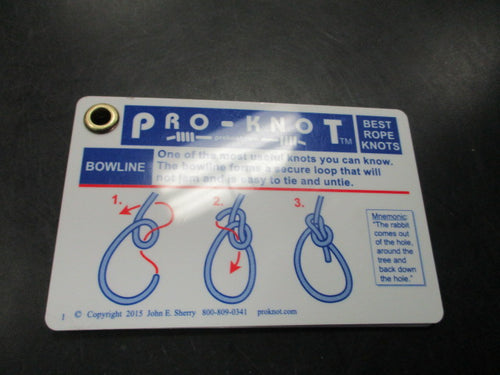 PRO-KNOT™
BEST
ROPE
KNOTS
BOWLINE
One of the most useful knots you can know.
The bowline forms a secure loop that will
not jam and is easy to tie and untie.
1.
2.
3.
Mnemonic:
"The rabbit
comes out
of the hole,
around the
tree and
back down
the hole."
1 © Copyright 2015 John E. Sherry 800-809-0341 proknot.com